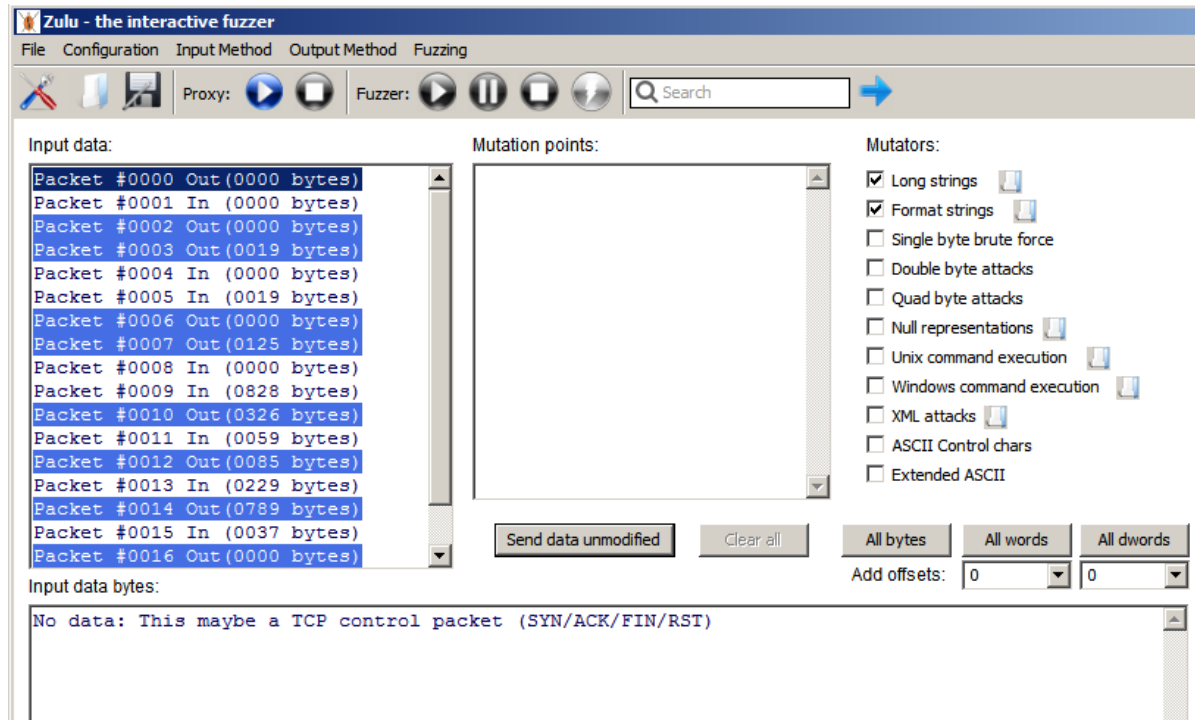 Zulu - the interactive fuzzer
File Configuration Input Method Output Method Fuzzing
Proxy: Fuzzer: Search
Input data:
Packet #0000 Out(0000 bytes)
Packet #0001 In (0000 bytes)
Packet #0002 Out(0000 bytes)
Packet #0003 Out(0019 bytes)
Packet #0004 In (0000 bytes)
Packet #0005 In (0019 bytes)
Packet #0006 Out(0000 bytes)
Packet #0007 Out(0125 bytes)
Packet #0008 In (0000 bytes)
Packet #0009 In (0828 bytes)
Packet #0010 Out(0326 bytes)
Packet #0011 In (0059 bytes)
Packet #0012 Out(0085 bytes)
Packet #0013 In (0229 bytes)
Packet #0014 Out(0789 bytes)
Packet #0015 In (0037 bytes)
Packet #0016 Out(0000 bytes)
Mutation points:
Send data unmodified Clear all
Mutators:
Long strings
Format strings
Single byte brute force
Double byte attacks
Quad byte attacks
Null representations
Unix command execution
Windows command execution
XML attacks
ASCII Control chars
Extended ASCII
All bytes All words All dwords
Add offsets: 0 0
Input data bytes:
No data: This maybe a TCP control packet (SYN/ACK/FIN/RST)